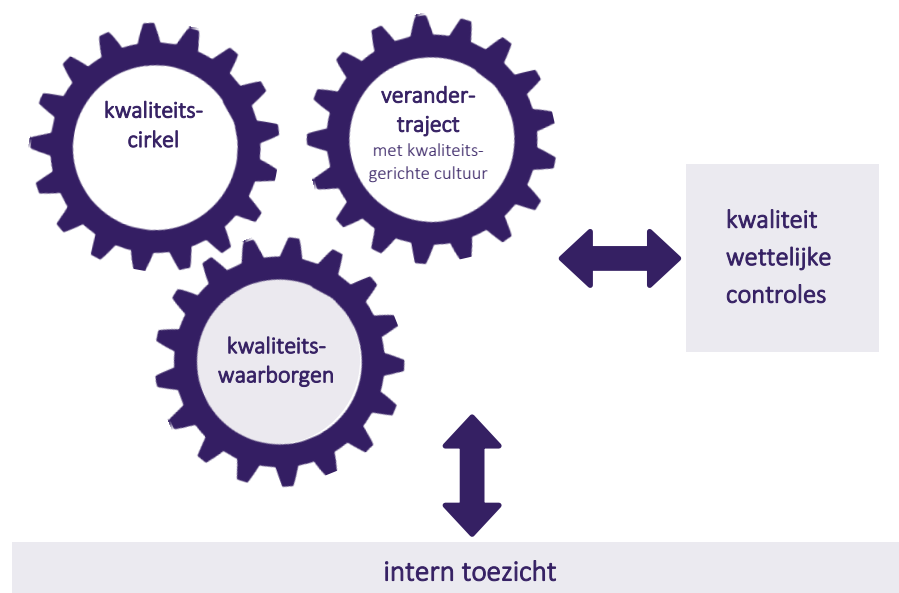 kwaliteits-
cirkel
verander-
traject
met kwaliteits-
gerichte cultuur
kwaliteit
wettelijke
controles
kwaliteits-
waarborgen
intern toezicht